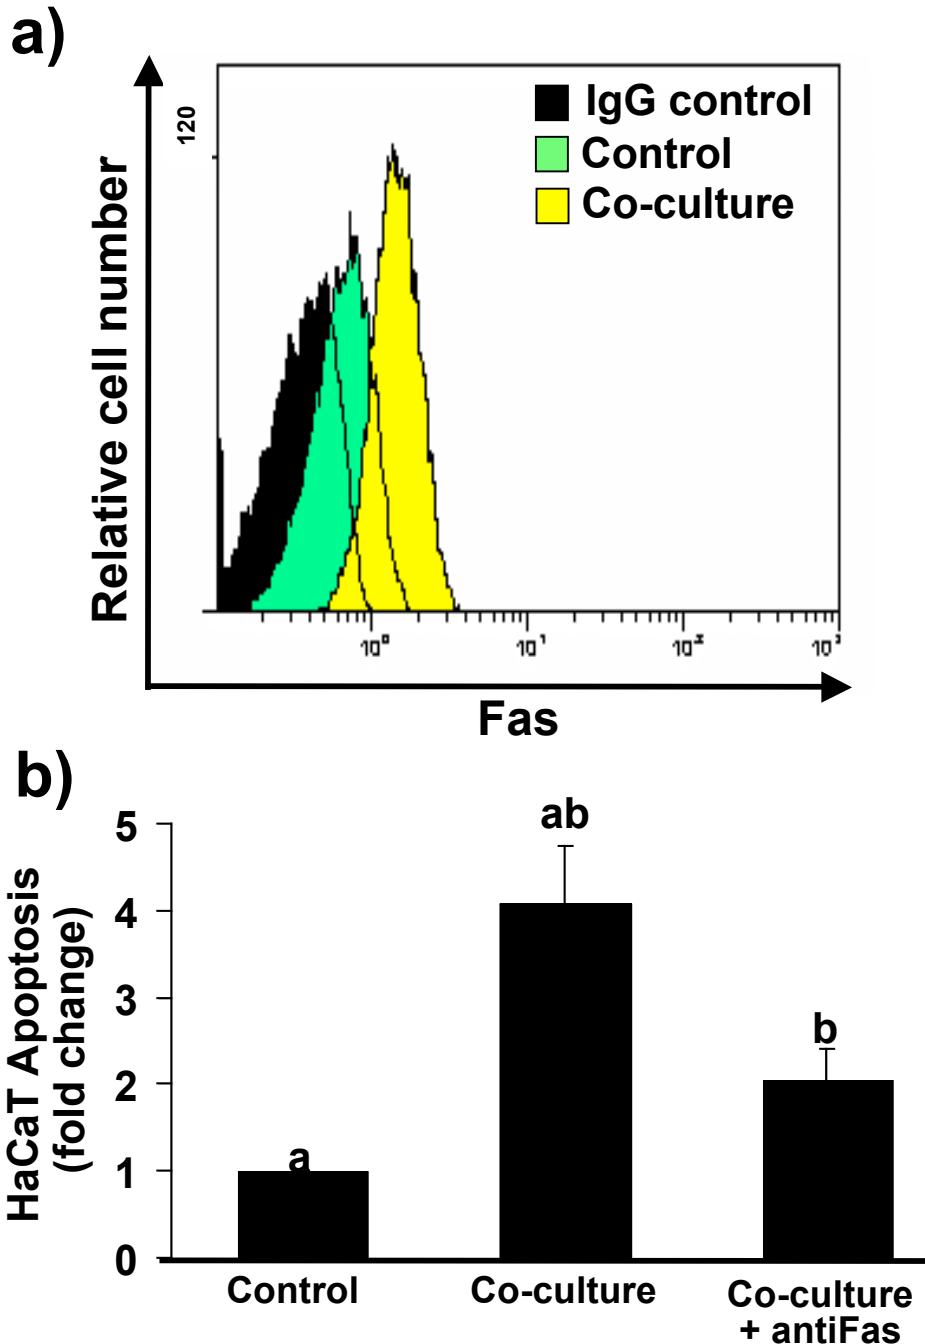 a)
120
Relative cell number
IgG control
Control
Co-culture
10⁰
10¹
10²
10³
Fas
b)
HaCaT Apoptosis
(fold change)
5
4
3
2
1
0
a
ab
b
Control
Co-culture
Co-culture
+ antiFas